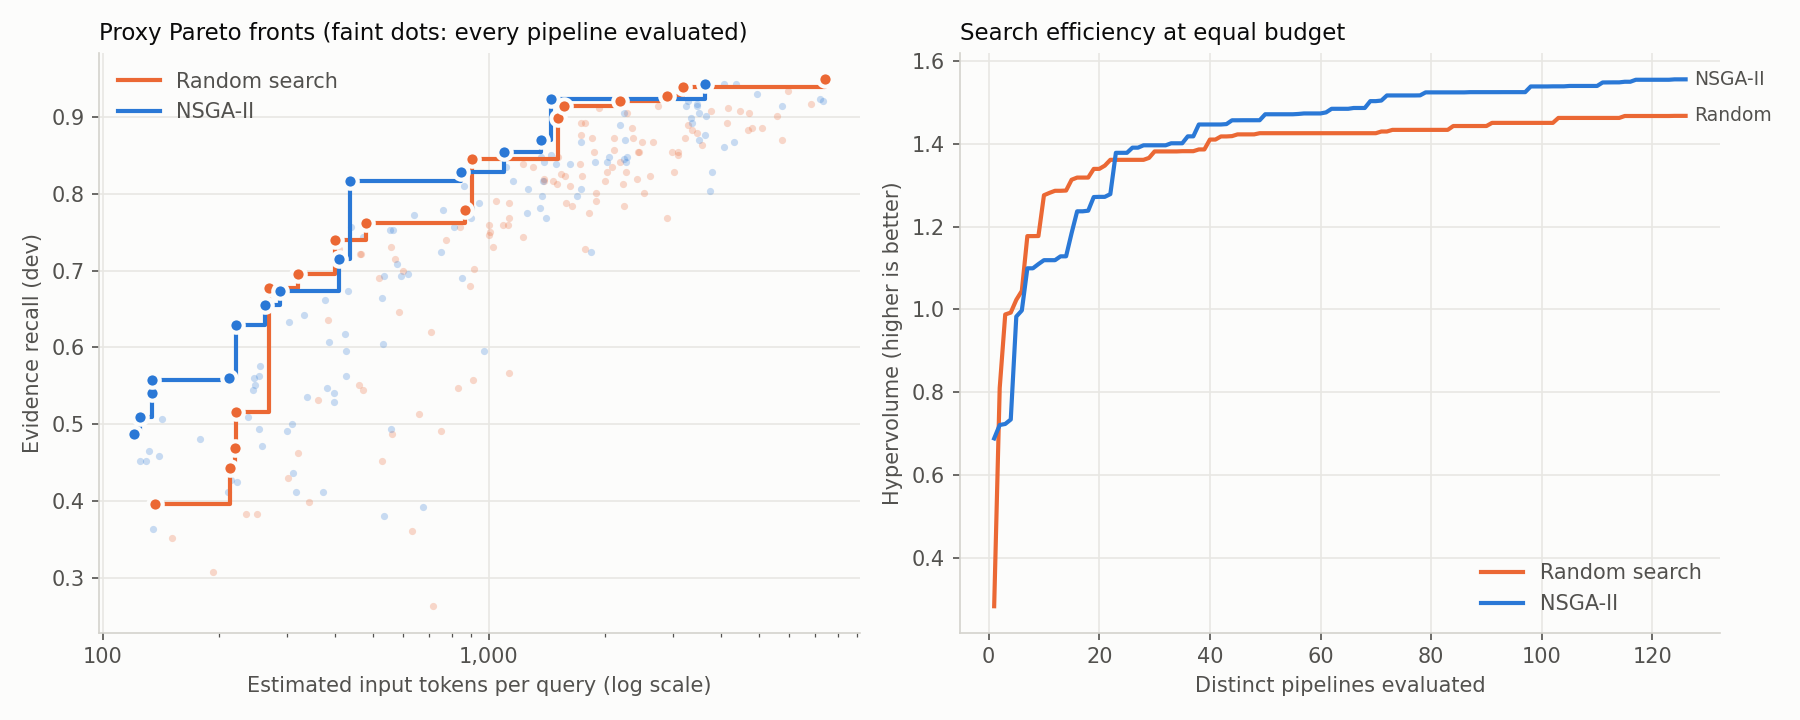 Proxy Pareto fronts (faint dots: every pipeline evaluated)
Random search
NSGA-II
Evidence recall (dev)
0.9
0.8
0.7
0.6
0.5
0.4
0.3
100
1,000
Estimated input tokens per query (log scale)
Search efficiency at equal budget
Hypervolume (higher is better)
1.6
1.4
1.2
1.0
0.8
0.6
0.4
NSGA-II
Random
Random search
NSGA-II
0
20
40
60
80
100
120
Distinct pipelines evaluated